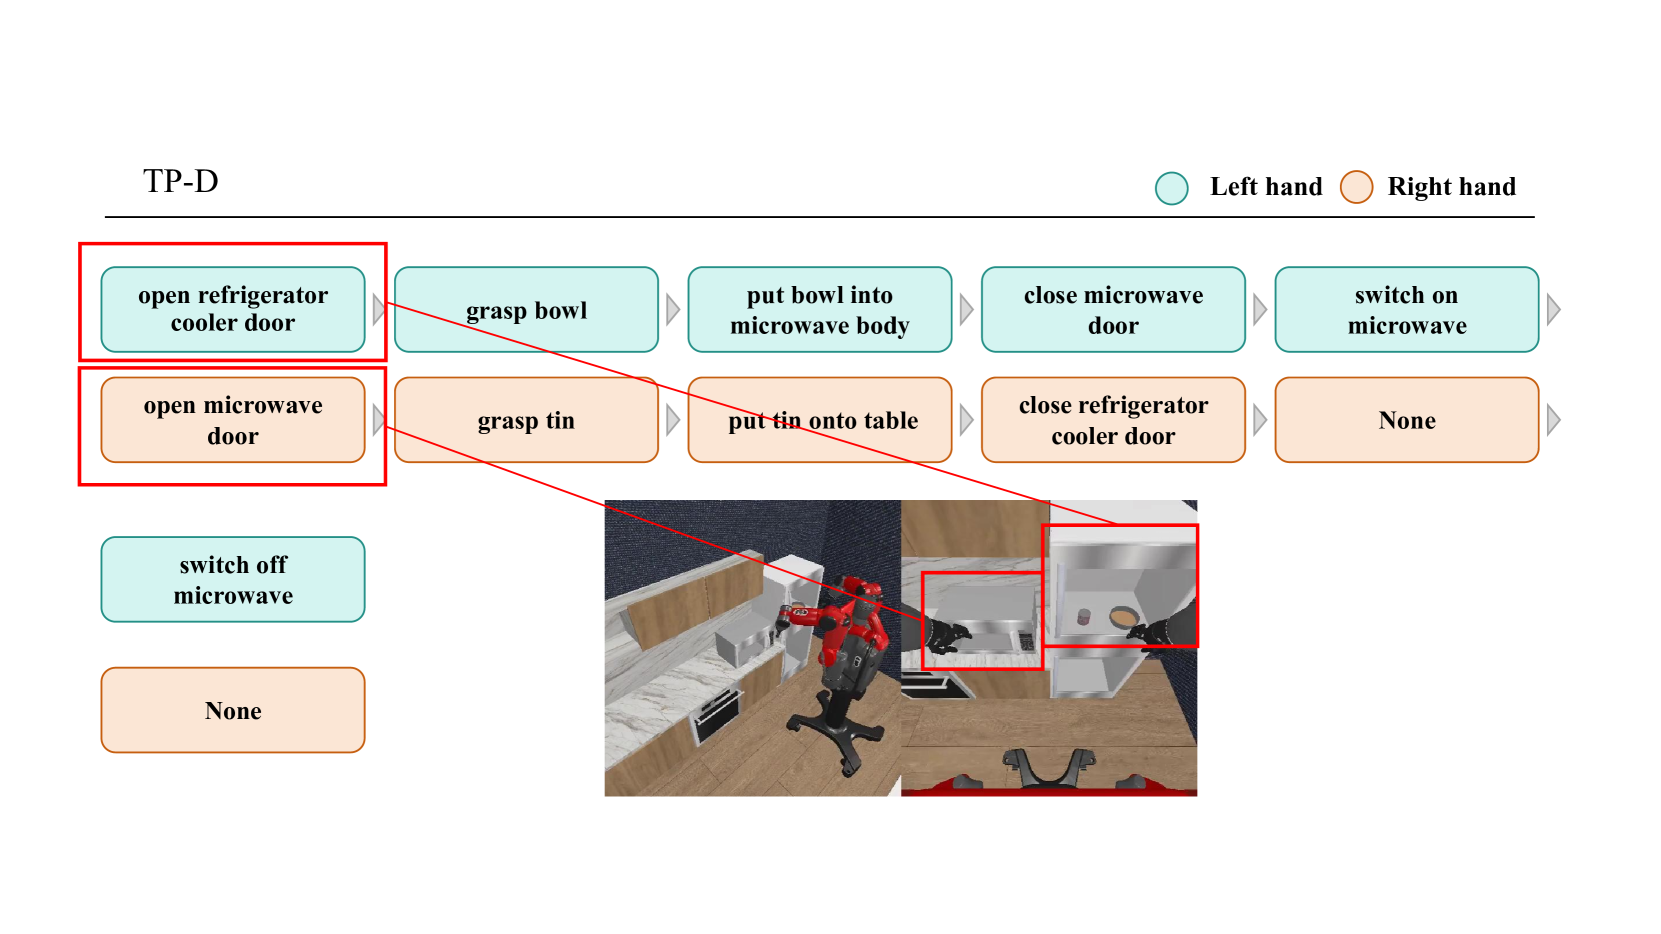 TP-D
Left hand
Right hand
open refrigerator
cooler door
grasp bowl
put bowl into
microwave body
close microwave
door
switch on
microwave
open microwave
door
grasp tin
put tin onto table
close refrigerator
cooler door
None
switch off
microwave
None